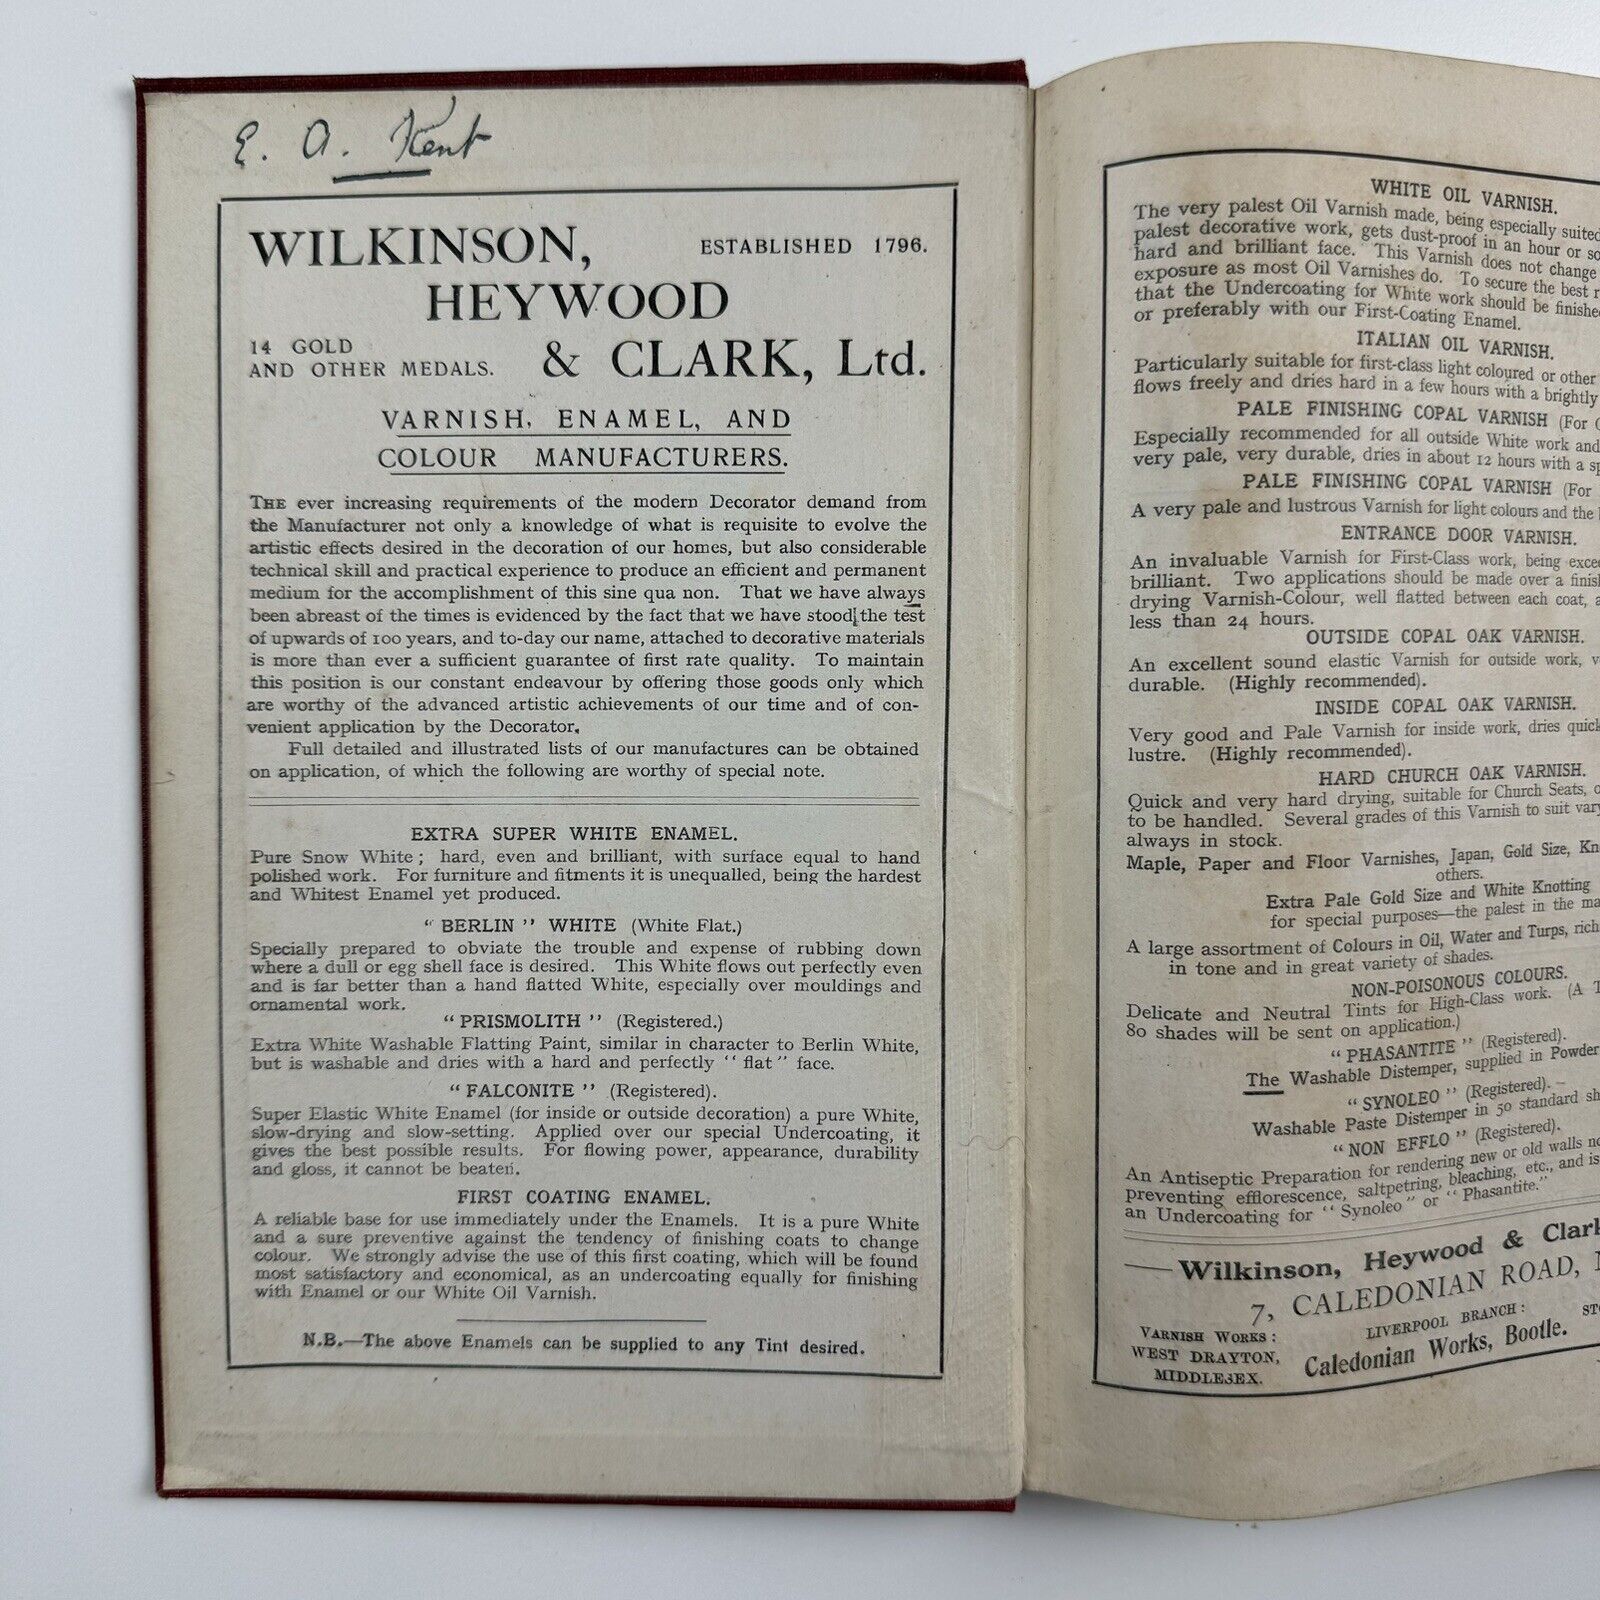 E. A. Kent
WILKINSON,
ESTABLISHED 1796.
HEYWOOD
14 GOLD
AND OTHER MEDALS.
& CLARK, Ltd.
VARNISH, ENAMEL, AND
COLOUR MANUFACTURERS.
THE ever increasing requirements of the modern Decorator demand from
the Manufacturer not only a knowledge of what is requisite to evolve the
artistic effects desired in the decoration of our homes, but also considerable
technical skill and practical experience to produce an efficient and permanent
medium for the accomplishment of this sine qua non. That we have always
been abreast of the times is evidenced by the fact that we have stood the test
of upwards of 100 years, and to-day our name, attached to decorative materials
is more than ever a sufficient guarantee of first rate quality. To maintain
this position is our constant endeavour by offering those goods only which
are worthy of the advanced artistic achievements of our time and of con-
venient application by the Decorator.
Full detailed and illustrated lists of our manufactures can be obtained
on application, of which the following are worthy of special note.
EXTRA SUPER WHITE ENAMEL.
Pure Snow White; hard, even and brilliant, with surface equal to hand
polished work. For furniture and fitments it is unequalled, being the hardest
and Whitest Enamel yet produced.
"BERLIN" WHITE (White Flat.)
Specially prepared to obviate the trouble and expense of rubbing down
where a dull or egg shell face is desired. This White flows out perfectly even
and is far better than a hand flatted White, especially over mouldings and
ornamental work.
"PRISMOLITH" (Registered.)
Extra White Washable Flatting Paint, similar in character to Berlin White,
but is washable and dries with a hard and perfectly "flat" face.
"FALCONITE" (Registered).
Super Elastic White Enamel (for inside or outside decoration) a pure White,
slow-drying and slow-setting. Applied over our special Undercoating, it
gives the best possible results. For flowing power, appearance, durability
and gloss, it cannot be beaten.
FIRST COATING ENAMEL.
A reliable base for use immediately under the Enamels. It is a pure White
and a sure preventive against the tendency of finishing coats to change
colour. We strongly advise the use of this first coating, which will be found
most satisfactory and economical, as an undercoating equally for finishing
with Enamel or our White Oil Varnish.
N.B.—The above Enamels can be supplied to any Tint desired.
WHITE OIL VARNISH.
The very palest Oil Varnish made, being especially suited
palest decorative work, gets dust-proof in an hour or so
hard and brilliant face. This Varnish does not change
exposure as most Oil Varnishes do. To secure the best
that the Undercoating for White work should be finished
or preferably with our First-Coating Enamel.
ITALIAN OIL VARNISH.
Particularly suitable for first-class light coloured or other
flows freely and dries hard in a few hours with a brightly
PALE FINISHING COPAL VARNISH (For
Especially recommended for all outside White work and
very pale, very durable, dries in about 12 hours with a
PALE FINISHING COPAL VARNISH (For
A very pale and lustrous Varnish for light colours and the
ENTRANCE DOOR VARNISH.
An invaluable Varnish for First-Class work, being
brilliant. Two applications should be made over a
drying Varnish-Colour, well flatted between each coat,
less than 24 hours.
OUTSIDE COPAL OAK VARNISH.
An excellent sound elastic Varnish for outside work,
durable. (Highly recommended).
INSIDE COPAL OAK VARNISH.
Very good and Pale Varnish for inside work, dries
lustre. (Highly recommended).
HARD CHURCH OAK VARNISH.
Quick and very hard drying, suitable for Church Seats,
to be handled. Several grades of this Varnish to suit
always in stock.
Maple, Paper and Floor Varnishes, Japan, Gold Size,
others.
Extra Pale Gold Size and White Knotting
for special purposes—the palest in the
A large assortment of Colours in Oil, Water and Turps, rich
in tone and in great variety of shades.
NON-POISONOUS COLOURS.
Delicate and Neutral Tints for High-Class work. (A
80 shades will be sent on application.)
"PHASANTITE" (Registered).
The Washable Distemper, supplied in Powder
"SYNOLEO" (Registered).
Washable Paste Distemper in 50 standard
"NON EFFLO" (Registered).
An Antiseptic Preparation for rendering new or old walls
preventing efflorescence, saltpetring, bleaching, etc., and is
an Undercoating for "Synoleo" or "Phasantite."
Wilkinson, Heywood & Clark
7, CALEDONIAN ROAD,
VARNISH WORKS:
WEST DRAYTON,
MIDDLESEX.
LIVERPOOL BRANCH:
Caledonian Works, Bootle.